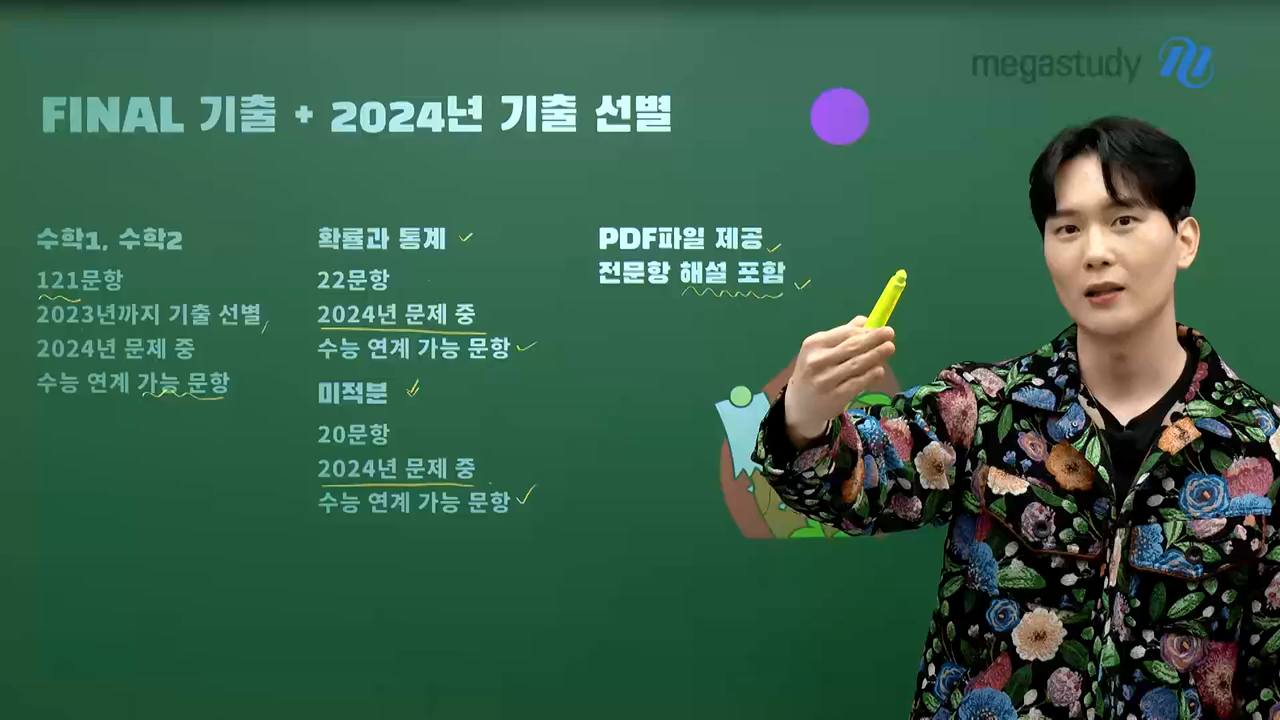 megastudy
FINAL 기출 + 2024년 기출 선별
수학1, 수학2
121문항
2023년까지 기출 선별,
2024년 문제 중
수능 연계 가능 문항
확률과 통계
22문항
2024년 문제 중
수능 연계 가능 문항
미적분
20문항
2024년 문제 중
수능 연계 가능 문항
PDF파일 제공
전문항 해설 포함